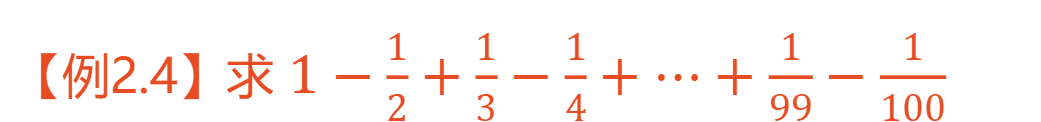 【例2.4】求 1 − 1/2 + 1/3 − 1/4 + ⋯ + 1/99 − 1/100